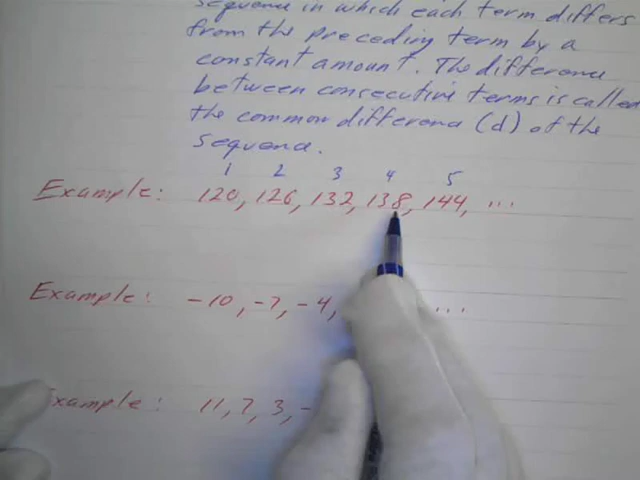 sequence in which each term differs
from the preceding term by a
constant amount. The difference
between consecutive terms is called
the common difference (d) of the
sequence.
1 2 3 4 5
Example: 120, 126, 132, 138, 144, ...
Example: -10, -7, -4, ...
Example: 11, 7, 3, -